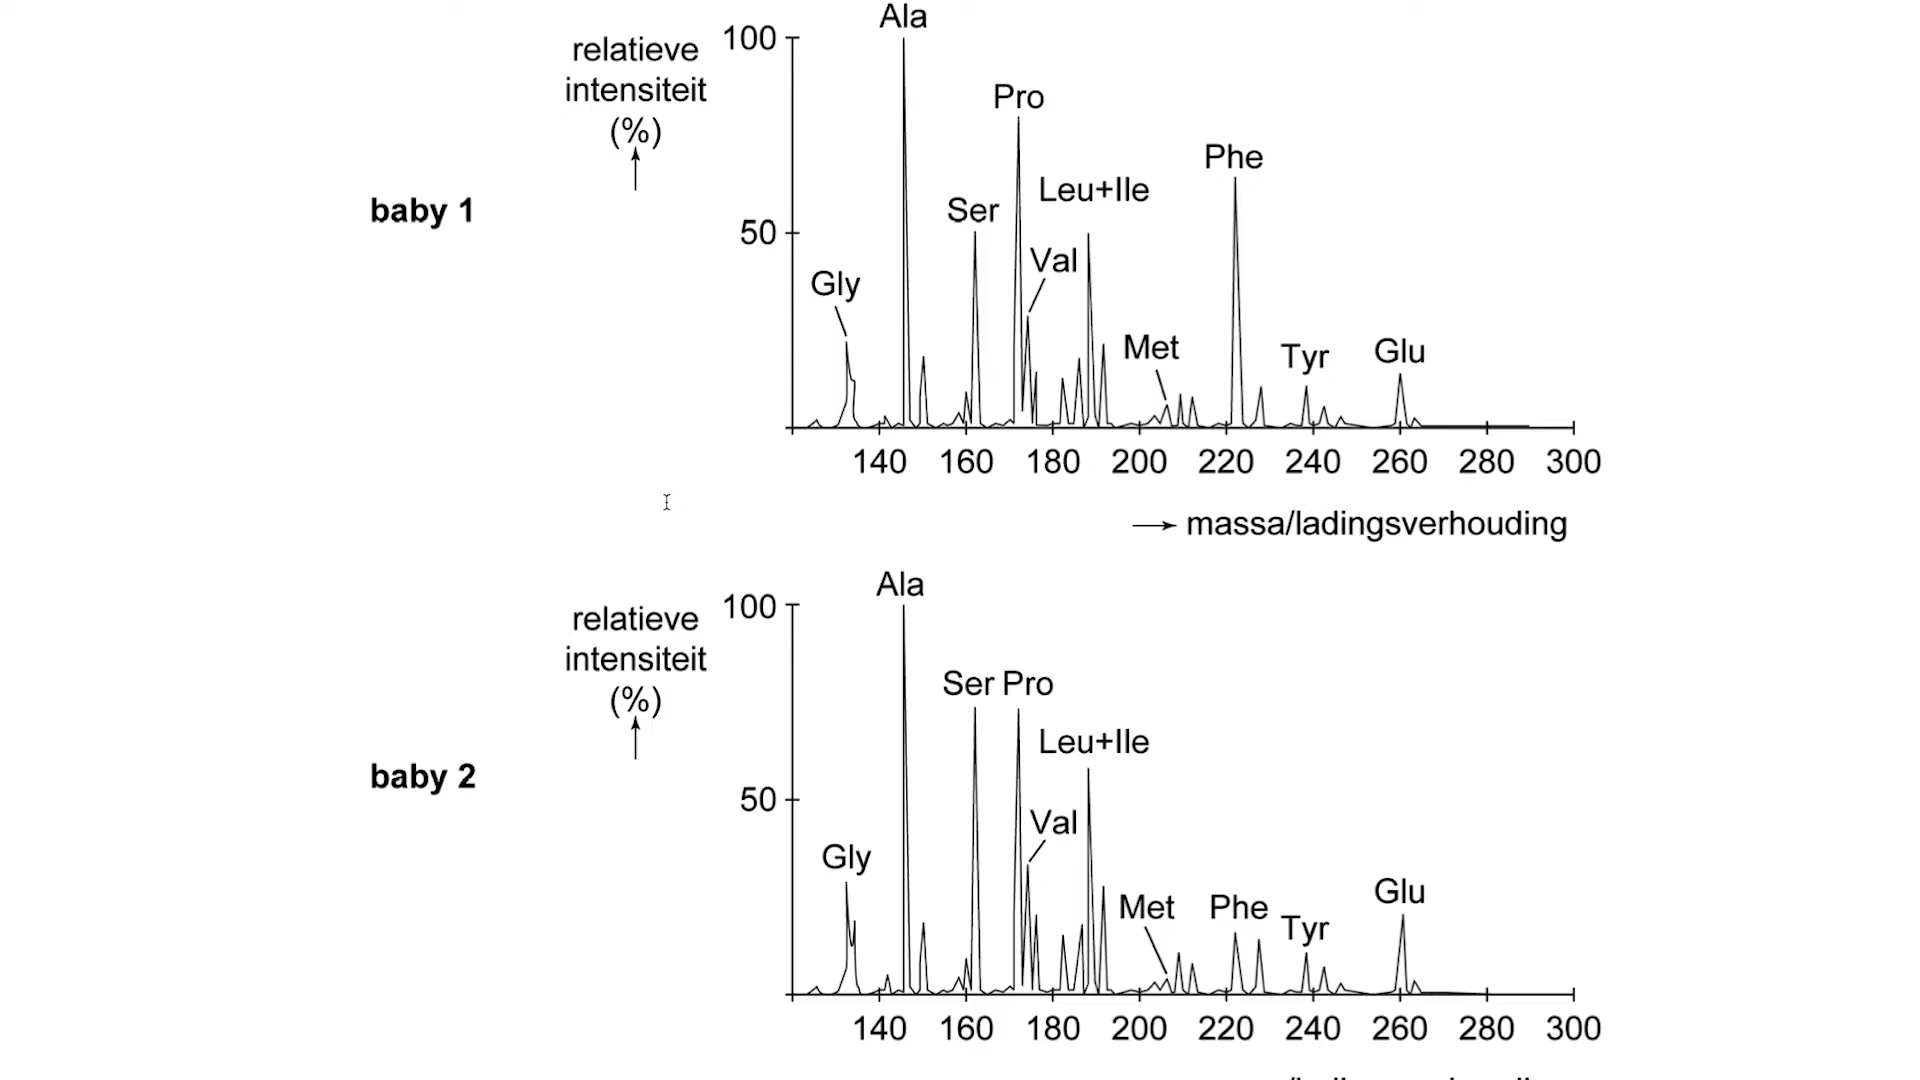 Ala
relatieve
intensiteit
(%)
100
Pro
Phe
Leu+Ile
baby 1
Ser
50
Val
Gly
Met
Tyr
Glu
140 160 180 200 220 240 260 280 300
massa/ladingsverhouding
Ala
relatieve
intensiteit
(%)
100
Ser Pro
Leu+Ile
baby 2
50
Val
Gly
Met Phe Tyr Glu
140 160 180 200 220 240 260 280 300